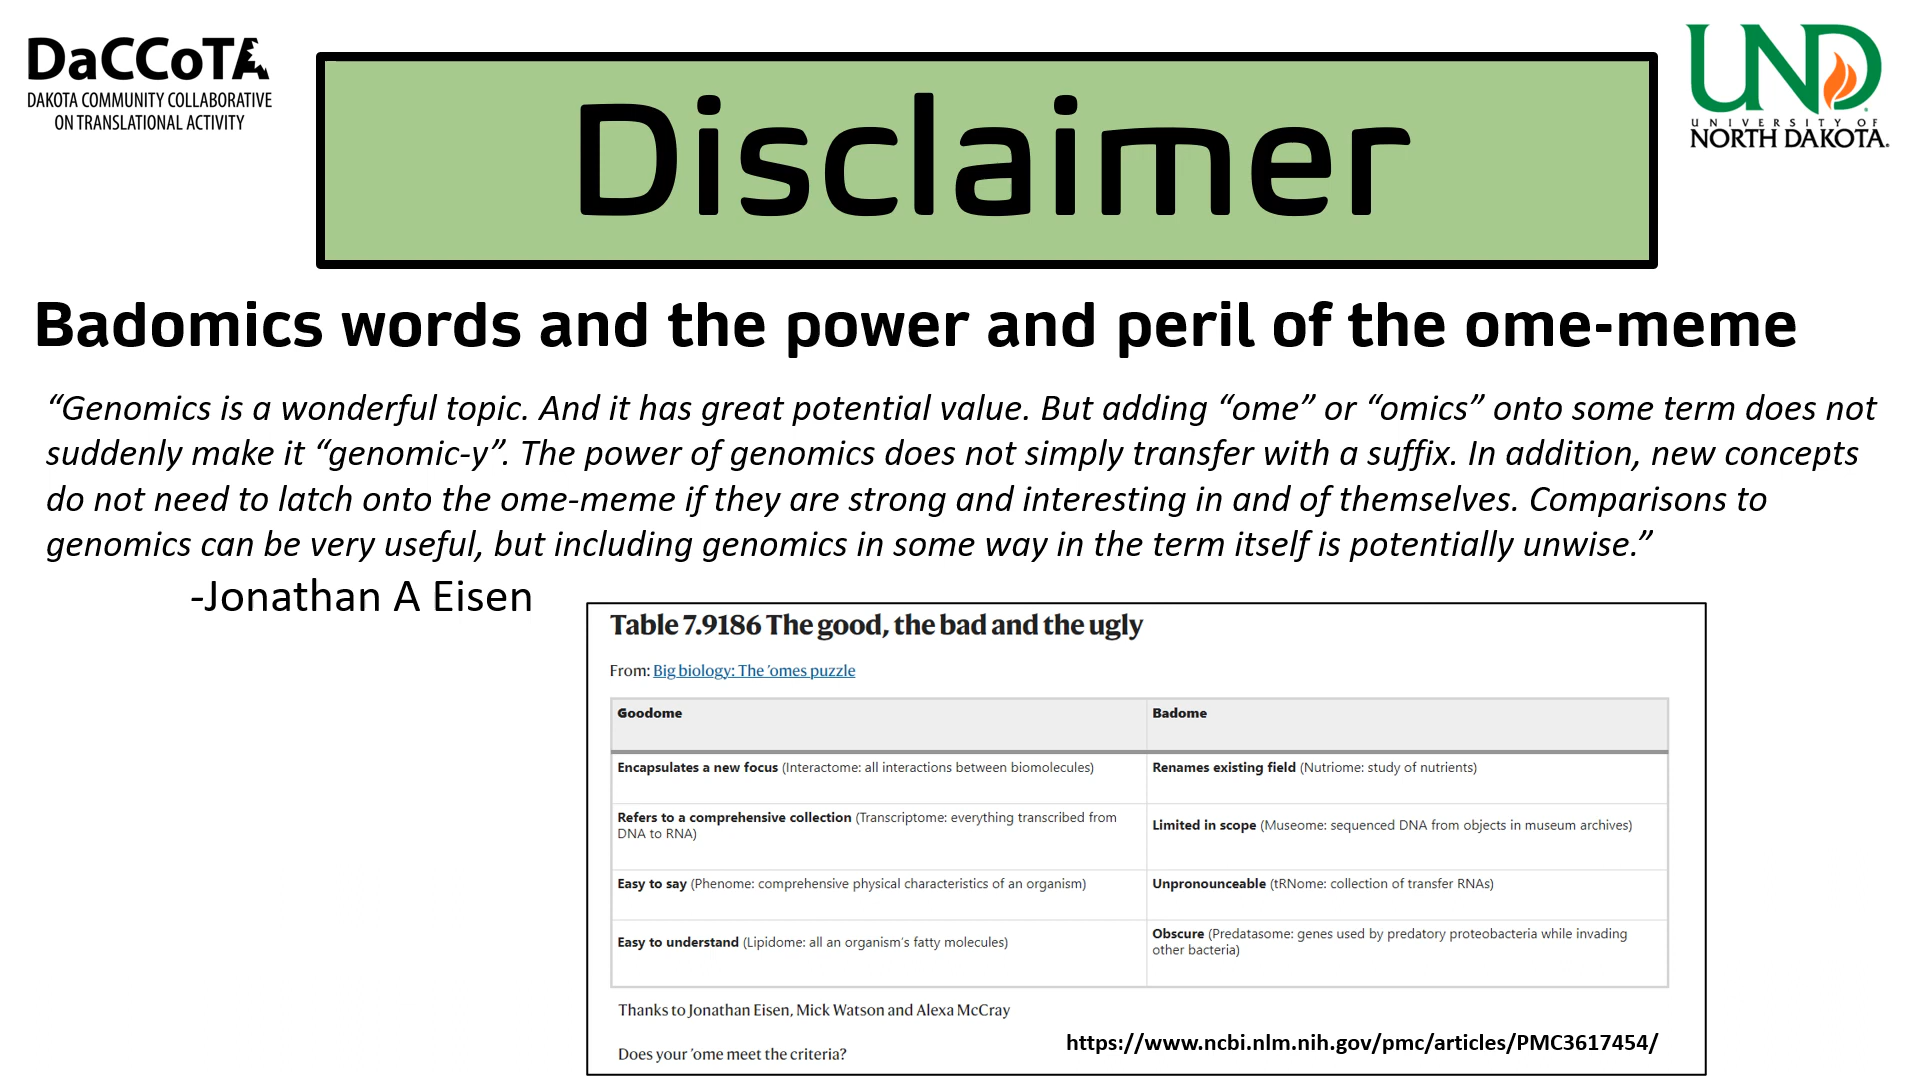 DaCCoTA
DAKOTA COMMUNITY COLLABORATIVE
ON TRANSLATIONAL ACTIVITY
Disclaimer
UND
UNIVERSITY OF
NORTH DAKOTA.
Badomics words and the power and peril of the ome-meme
“Genomics is a wonderful topic. And it has great potential value. But adding “ome” or “omics” onto some term does not
suddenly make it “genomic-y”. The power of genomics does not simply transfer with a suffix. In addition, new concepts
do not need to latch onto the ome-meme if they are strong and interesting in and of themselves. Comparisons to
genomics can be very useful, but including genomics in some way in the term itself is potentially unwise.”
-Jonathan A Eisen
Table 7.9186 The good, the bad and the ugly
From: Big biology: The ’omes puzzle
Goodome
Badome
Encapsulates a new focus (Interactome: all interactions between biomolecules)
Renames existing field (Nutriome: study of nutrients)
Refers to a comprehensive collection (Transcriptome: everything transcribed from
DNA to RNA)
Limited in scope (Museome: sequenced DNA from objects in museum archives)
Easy to say (Phenome: comprehensive physical characteristics of an organism)
Unpronounceable (tRNome: collection of transfer RNAs)
Easy to understand (Lipidome: all an organism’s fatty molecules)
Obscure (Predatasome: genes used by predatory proteobacteria while invading
other bacteria)
Thanks to Jonathan Eisen, Mick Watson and Alexa McCray
https://www.ncbi.nlm.nih.gov/pmc/articles/PMC3617454/
Does your ’ome meet the criteria?